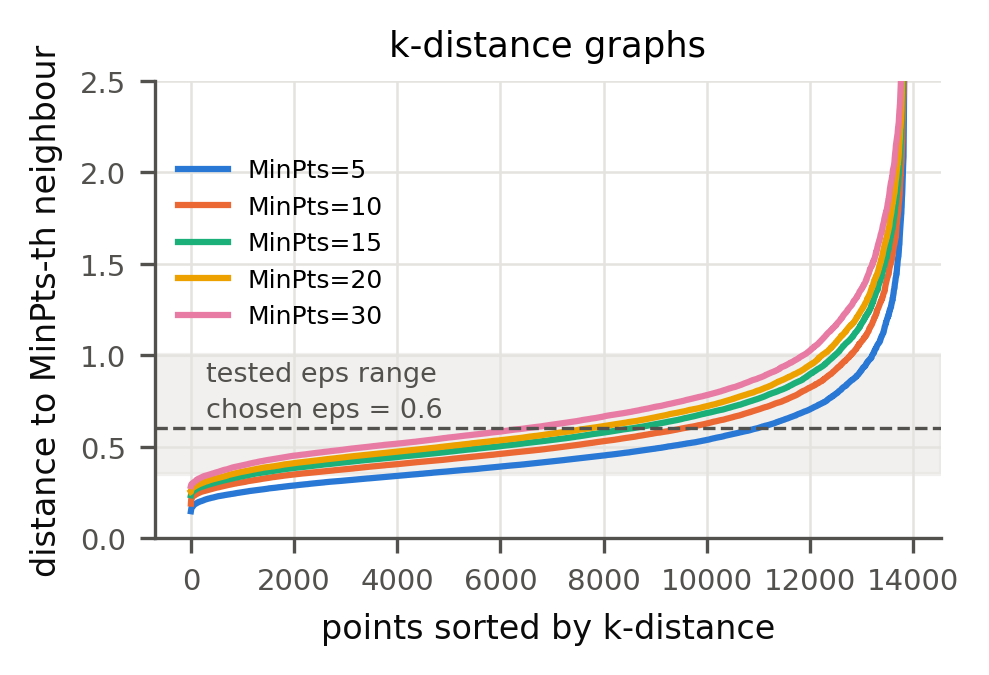 k-distance graphs
distance to MinPts-th neighbour
2.5
2.0
1.5
1.0
0.5
0.0
MinPts=5
MinPts=10
MinPts=15
MinPts=20
MinPts=30
tested eps range
chosen eps = 0.6
0 2000 4000 6000 8000 10000 12000 14000
points sorted by k-distance